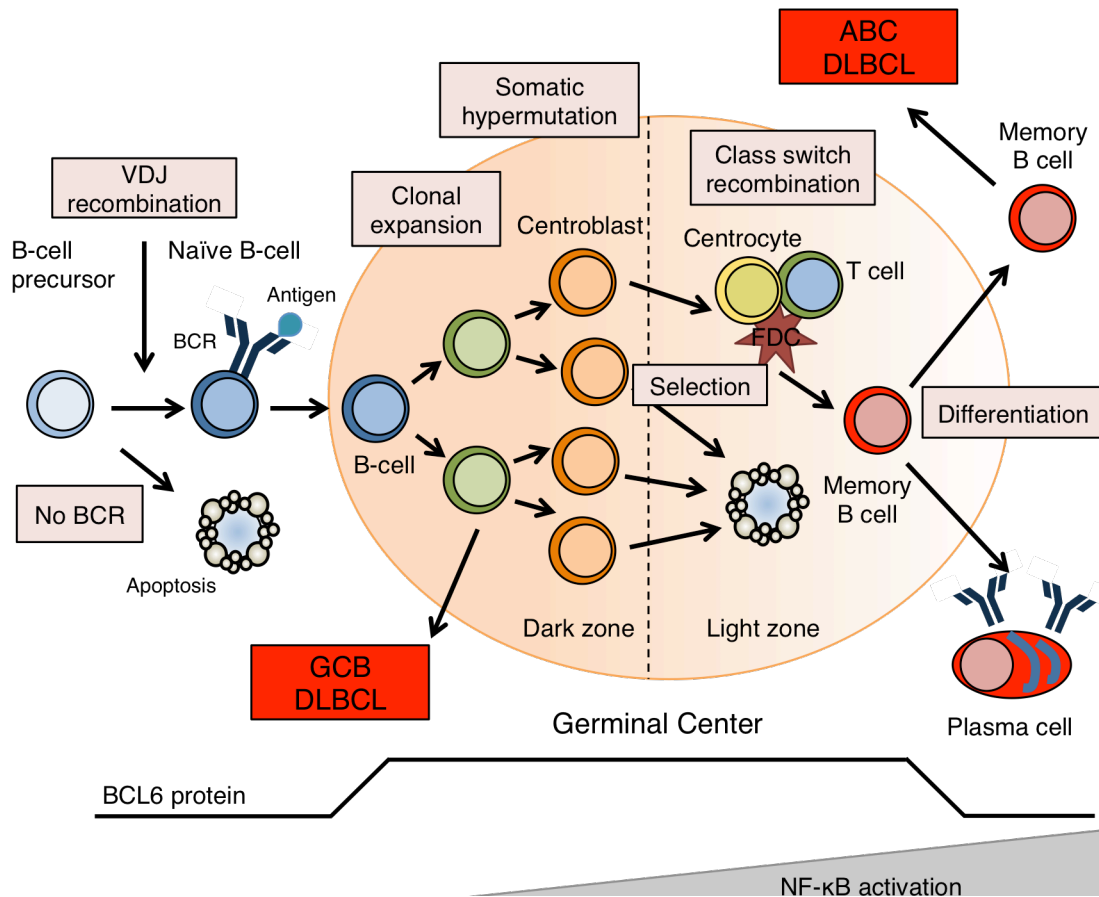 ABC
DLBCL
Somatic
hypermutation
Memory
B cell
VDJ
recombination
Class switch
recombination
Clonal
expansion
Centroblast
B-cell
precursor
Naïve B-cell
Centrocyte
T cell
Antigen
BCR
FDC
Selection
Differentiation
B-cell
Memory
B cell
No BCR
Apoptosis
Dark zone
Light zone
GCB
DLBCL
Germinal Center
Plasma cell
BCL6 protein
NF-κB activation